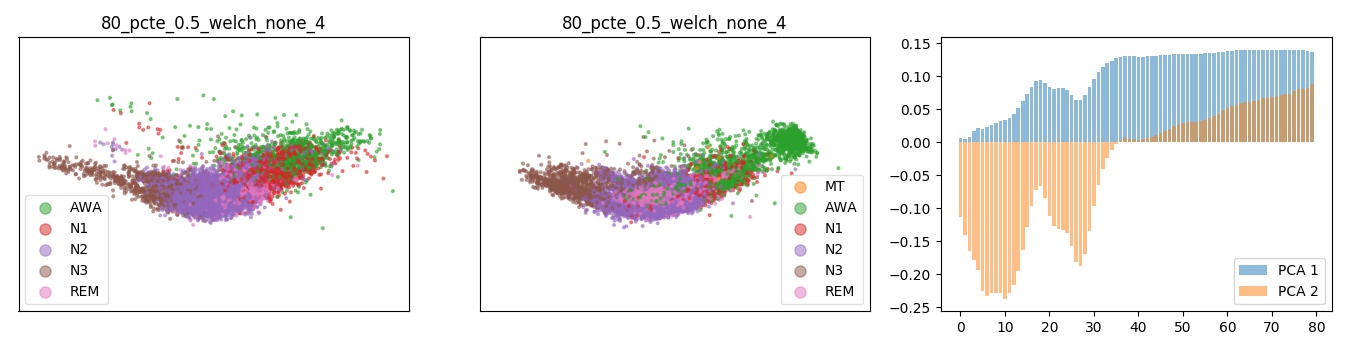 80_pcte_0.5_welch_none_4
AWA
N1
N2
N3
REM
80_pcte_0.5_welch_none_4
MT
AWA
N1
N2
N3
REM
0.15
0.10
0.05
0.00
−0.05
−0.10
−0.15
−0.20
−0.25
0 10 20 30 40 50 60 70 80
PCA 1
PCA 2